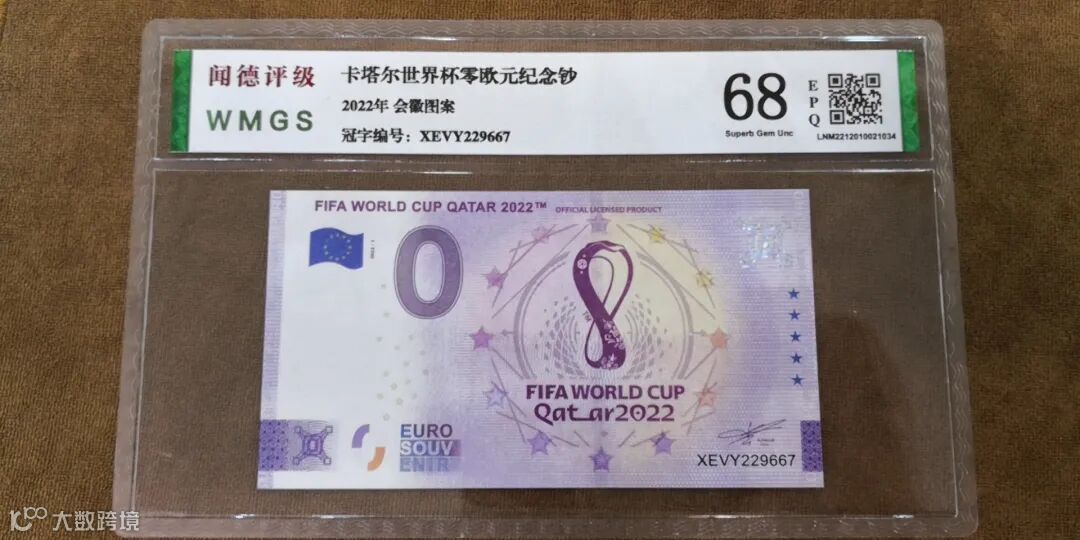 闻德评级
WMGS
卡塔尔世界杯零欧元纪念钞
2022年 会徽图案
冠字编号：XEVY229667
68
Superb Gem Unc
EPQ
LNM2212010021034
FIFA WORLD CUP QATAR 2022™ OFFICIAL LICENSED PRODUCT
0
TM
FIFA WORLD CUP
Qatar2022
EURO
SOUV
ENIR
XEVY229667
大数跨境